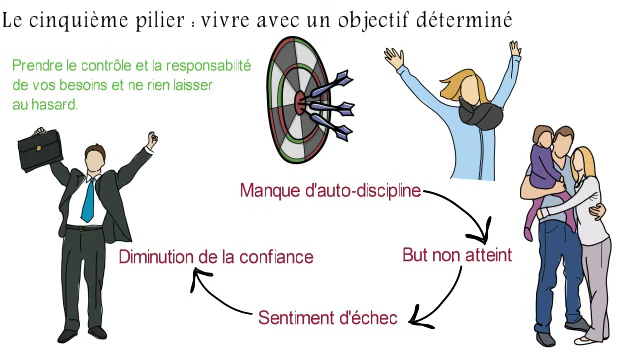 Le cinquième pilier : vivre avec un objectif déterminé
Prendre le contrôle et la responsabilité
de vos besoins et ne rien laisser
au hasard.
Manque d'auto-discipline
But non atteint
Sentiment d'échec
Diminution de la confiance